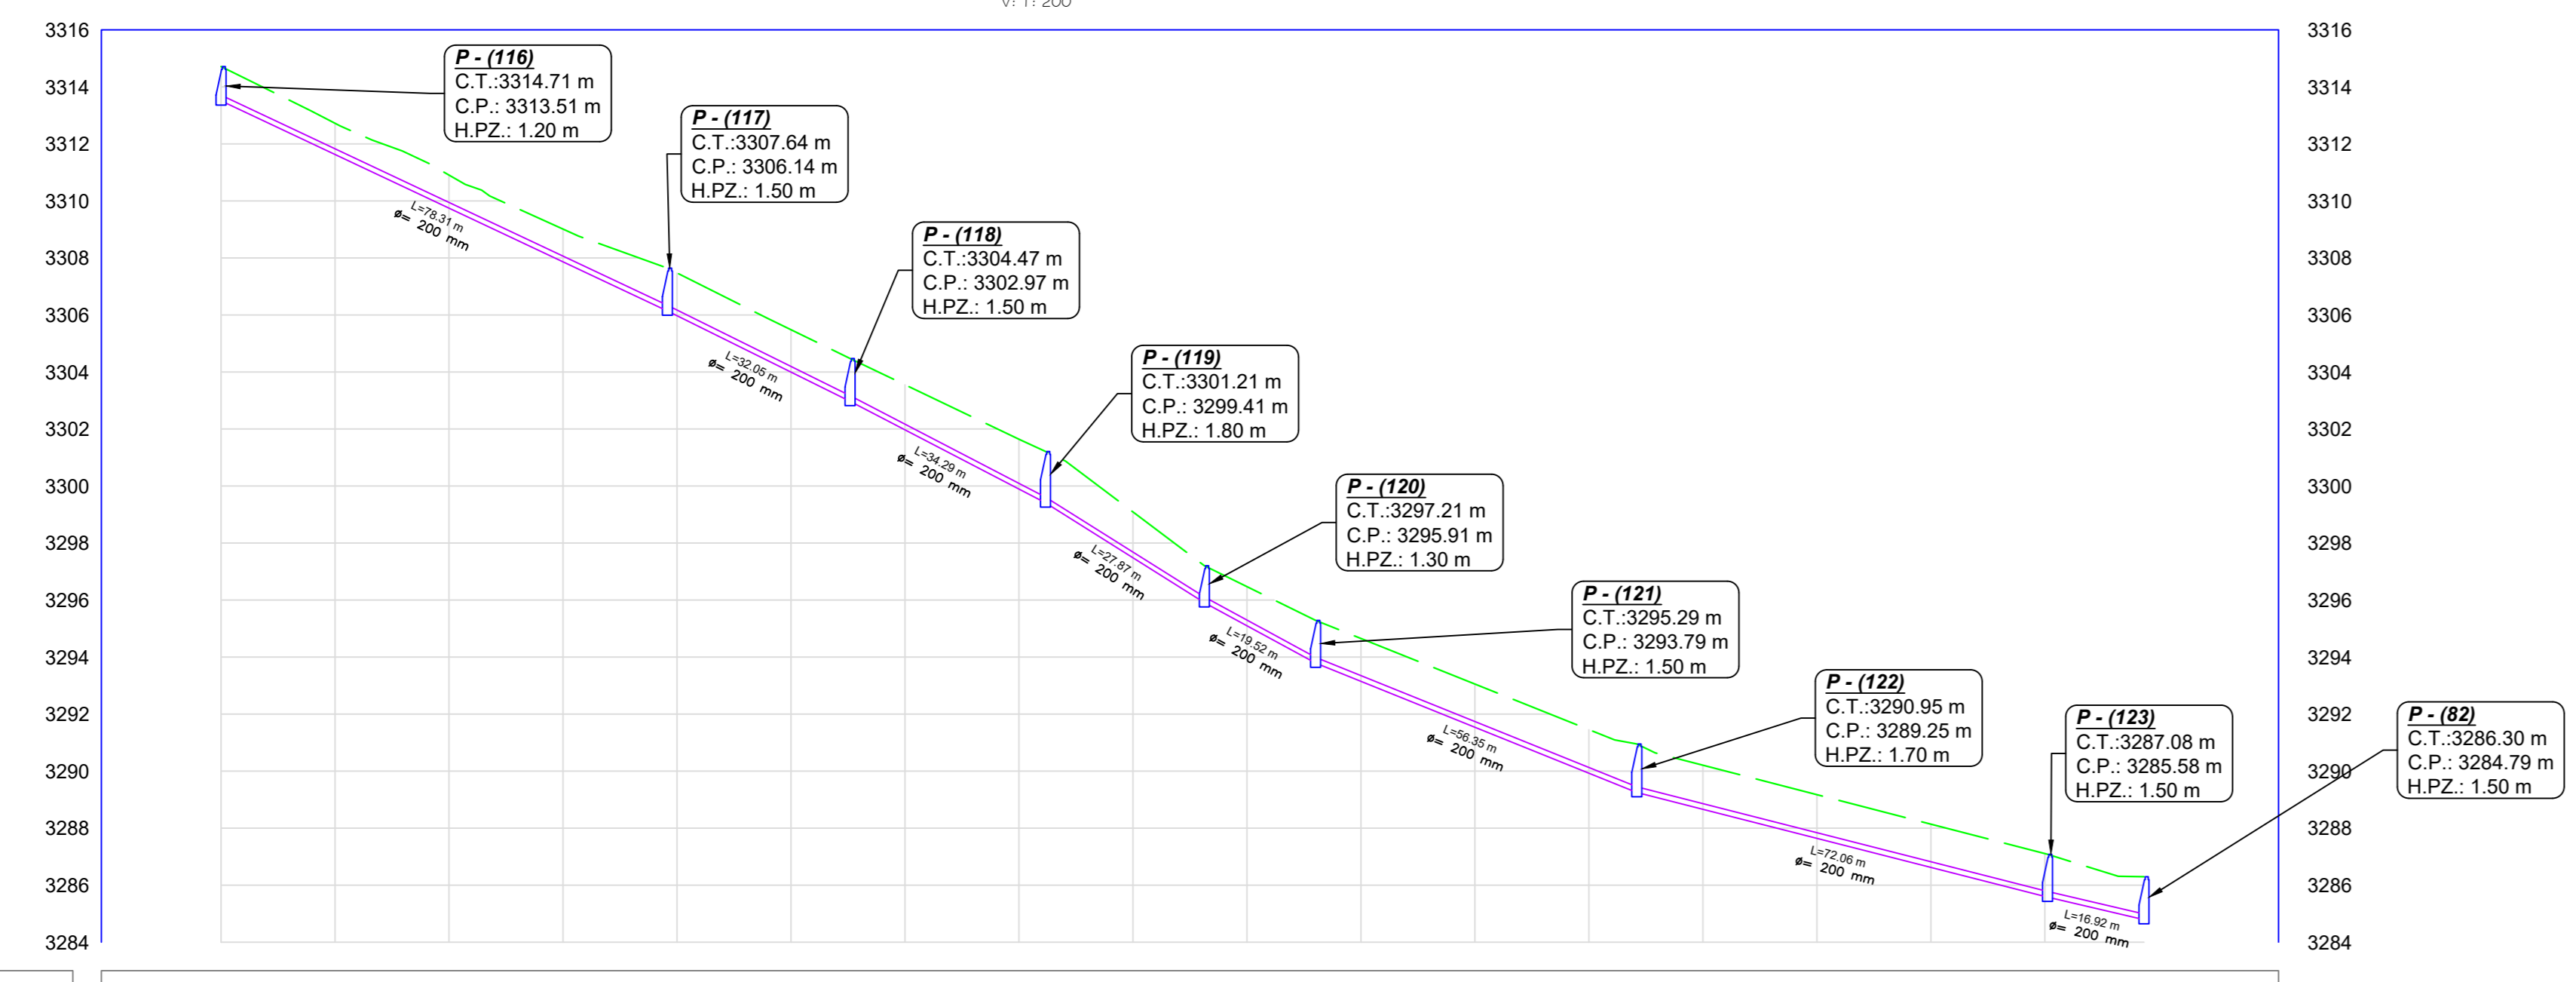 V: 1: 200
3316
3314
3312
3310
3308
3306
3304
3302
3300
3298
3296
3294
3292
3290
3288
3286
3284
P - (116)
C.T.:3314.71 m
C.P.: 3313.51 m
H.PZ.: 1.20 m
L=78.31 m
ø= 200 mm
P - (117)
C.T.:3307.64 m
C.P.: 3306.14 m
H.PZ.: 1.50 m
L=32.05 m
ø= 200 mm
P - (118)
C.T.:3304.47 m
C.P.: 3302.97 m
H.PZ.: 1.50 m
L=34.29 m
ø= 200 mm
P - (119)
C.T.:3301.21 m
C.P.: 3299.41 m
H.PZ.: 1.80 m
L=27.87 m
ø= 200 mm
P - (120)
C.T.:3297.21 m
C.P.: 3295.91 m
H.PZ.: 1.30 m
L=19.52 m
ø= 200 mm
P - (121)
C.T.:3295.29 m
C.P.: 3293.79 m
H.PZ.: 1.50 m
L=56.35 m
ø= 200 mm
P - (122)
C.T.:3290.95 m
C.P.: 3289.25 m
H.PZ.: 1.70 m
L=72.06 m
ø= 200 mm
P - (123)
C.T.:3287.08 m
C.P.: 3285.58 m
H.PZ.: 1.50 m
L=16.92 m
ø= 200 mm
P - (82)
C.T.:3286.30 m
C.P.: 3284.79 m
H.PZ.: 1.50 m
3316
3314
3312
3310
3308
3306
3304
3302
3300
3298
3296
3294
3292
3290
3288
3286
3284